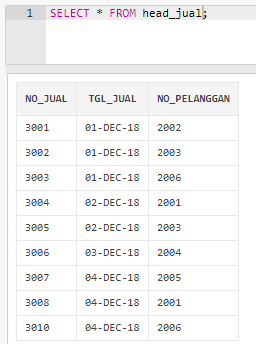 1 SELECT * FROM head_jual;
NO_JUAL TGL_JUAL NO_PELANGGAN
3001 01-DEC-18 2002
3002 01-DEC-18 2003
3003 01-DEC-18 2006
3004 02-DEC-18 2001
3005 02-DEC-18 2003
3006 03-DEC-18 2004
3007 04-DEC-18 2005
3008 04-DEC-18 2001
3010 04-DEC-18 2006